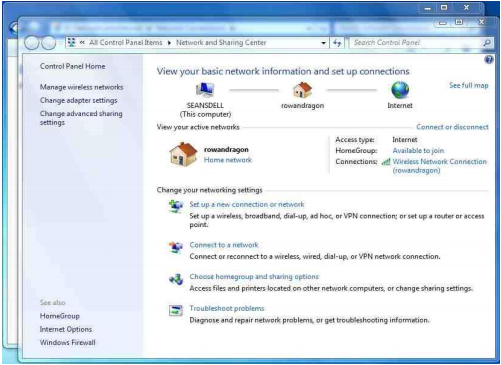 « All Control Panel Items ▸ Network and Sharing Center
Search Control Panel
Control Panel Home
Manage wireless networks
Change adapter settings
Change advanced sharing
settings
See also
HomeGroup
Internet Options
Windows Firewall
View your basic network information and set up connections
See full map
SEANSDELL
(This computer)
rowandragon
Internet
View your active networks
Connect or disconnect
rowandragon
Home network
Access type: Internet
HomeGroup: Available to join
Connections: Wireless Network Connection
(rowandragon)
Change your networking settings
Set up a new connection or network
Set up a wireless, broadband, dial-up, ad hoc, or VPN connection; or set up a router or access
point.
Connect to a network
Connect or reconnect to a wireless, wired, dial-up, or VPN network connection.
Choose homegroup and sharing options
Access files and printers located on other network computers, or change sharing settings.
Troubleshoot problems
Diagnose and repair network problems, or get troubleshooting information.